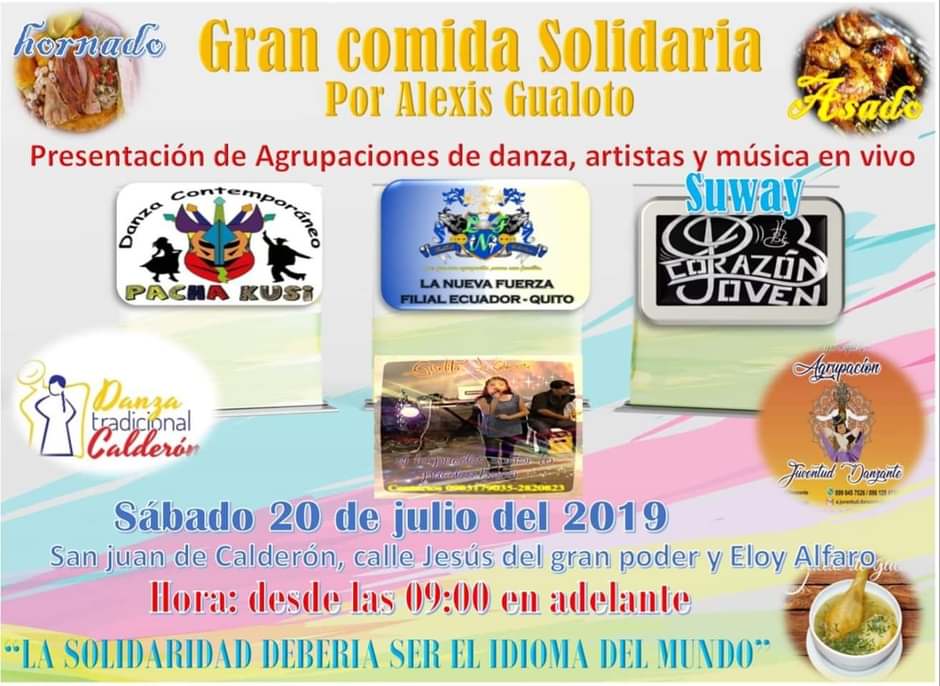 hornado
Gran comida Solidaria
Por Alexis Gualoto
Asado
Presentación de Agrupaciones de danza, artistas y música en vivo
Danza Contemporáneo
PACHA KUSI
LA NUEVA FUERZA
FILIAL ECUADOR - QUITO
Suway
CORAZÓN
JOVEN
Danza
tradicional
Calderón
Agrupación
Juventud Danzante
Sábado 20 de julio del 2019
San juan de Calderón, calle Jesús del gran poder y Eloy Alfaro
Hora: desde las 09:00 en adelante
“LA SOLIDARIDAD DEBERIA SER EL IDIOMA DEL MUNDO”